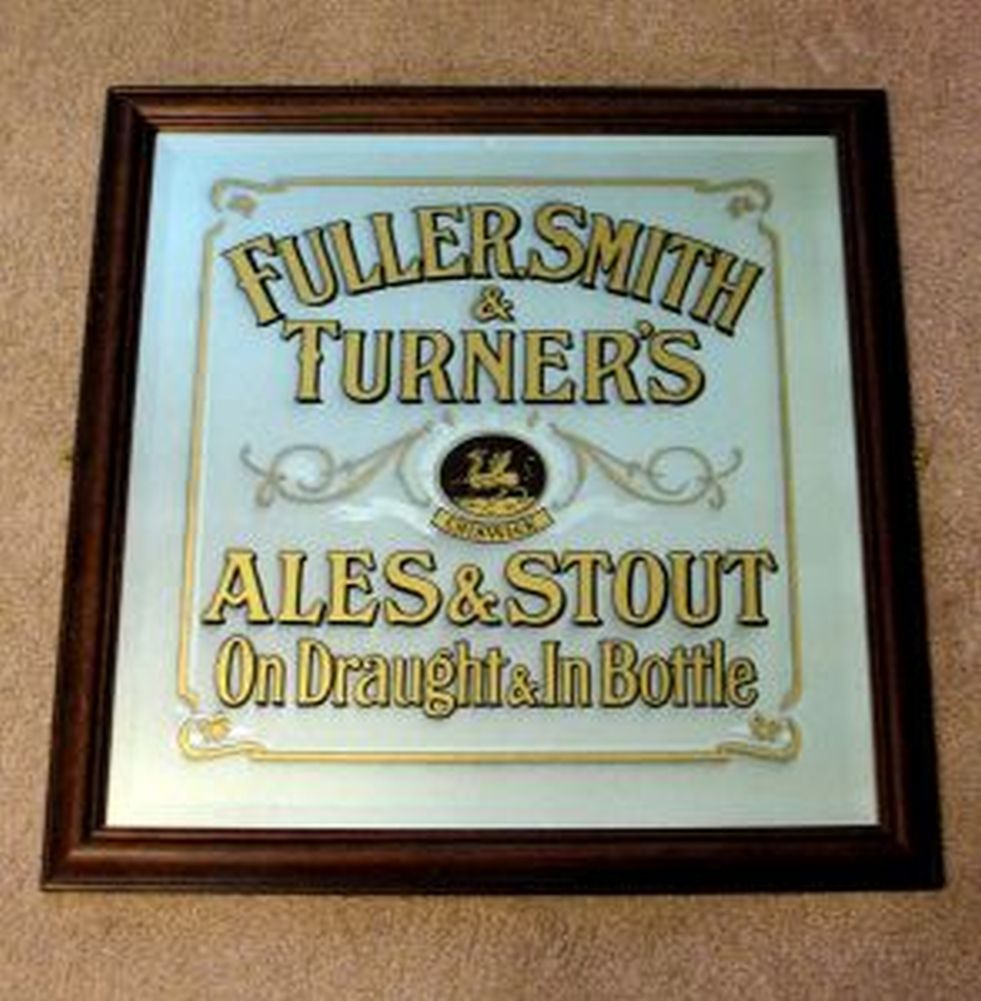 FULLER.SMITH
&
TURNER'S
CHISWICK
ALES & STOUT
On Draught & In Bottle